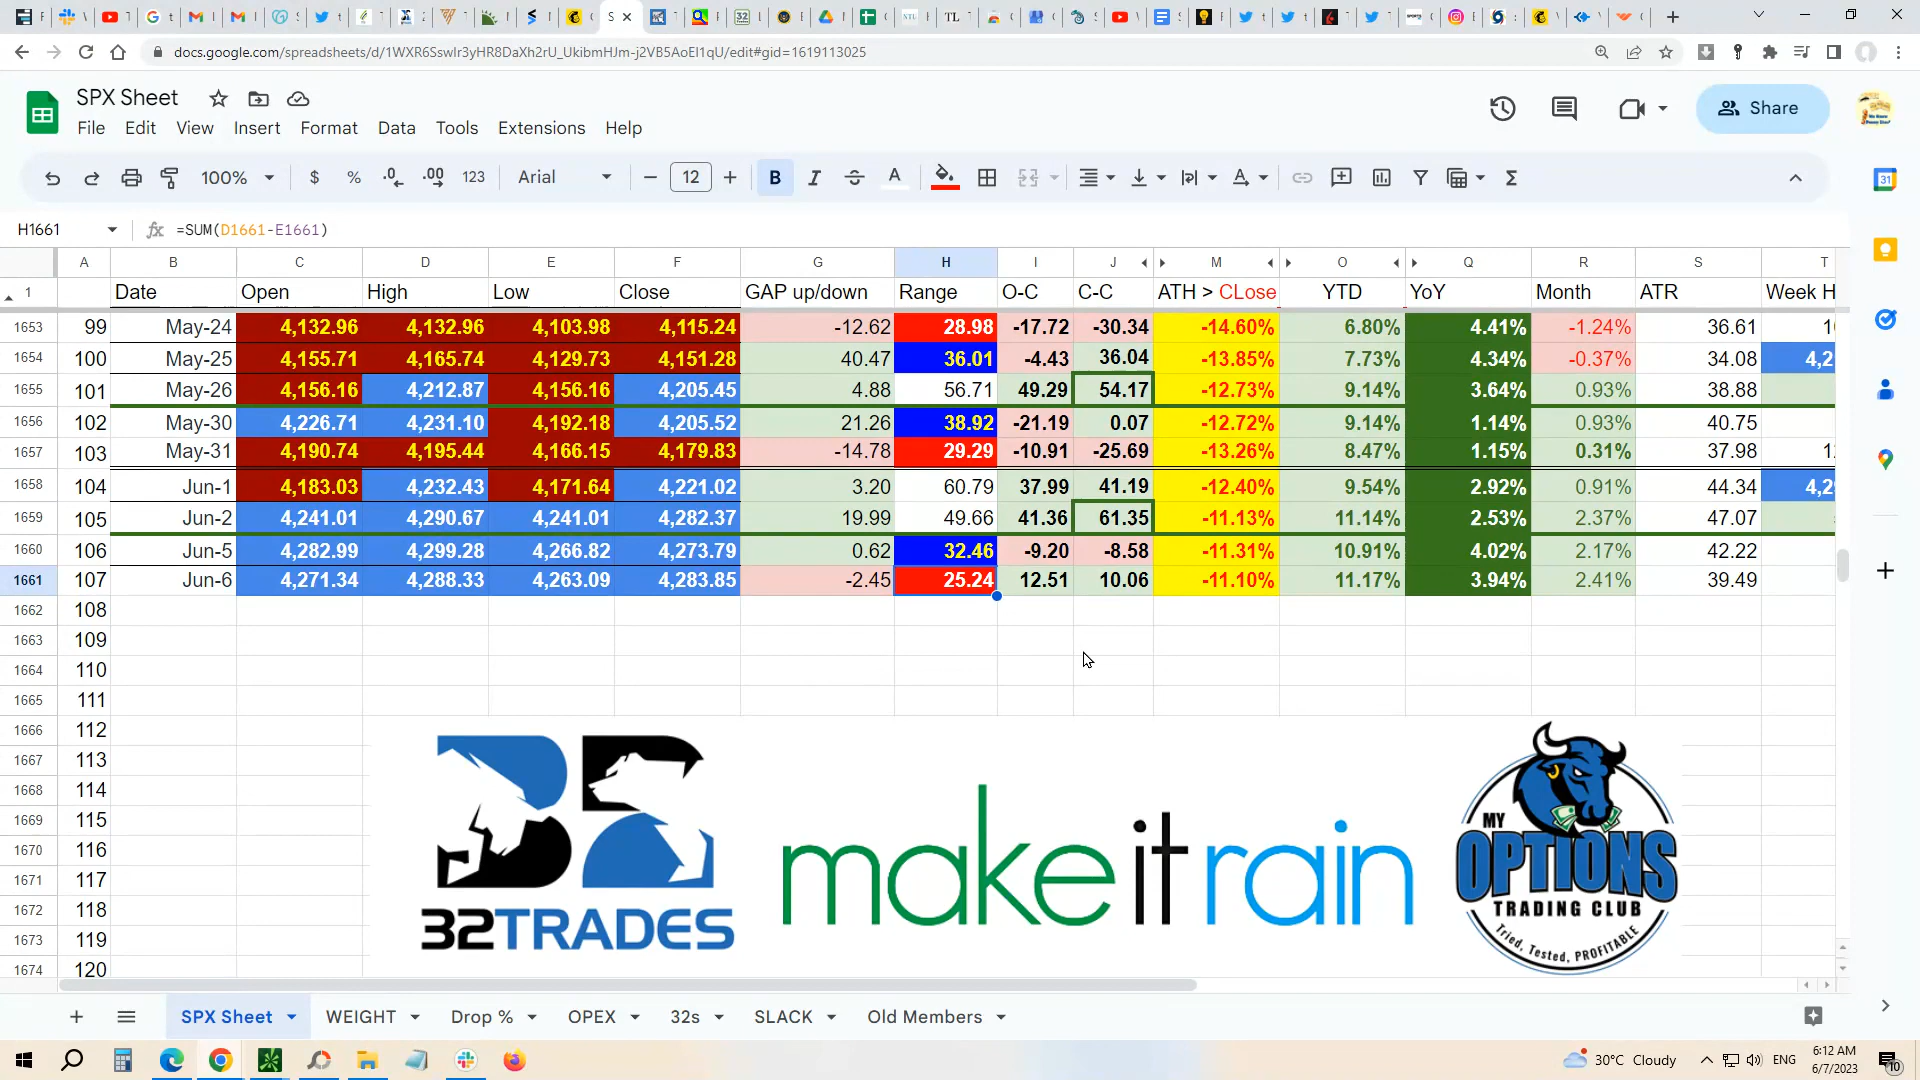 docs.google.com/spreadsheets/d/1WXR6SswIr3yHR8DaXh2rU_UkibmHJm-j2VB5AoEI1qU/edit#gid=1619113025
SPX Sheet
Share
File Edit View Insert Format Data Tools Extensions Help
100% $ % .0 .00 123 Arial 12 B I
H1661 fx =SUM(D1661-E1661)
A B C D E F G H I J M O Q R S T
1 Date Open High Low Close GAP up/down Range O-C C-C ATH > CLose YTD YoY Month ATR Week H
1653 99 May-24 4,132.96 4,132.96 4,103.98 4,115.24 -12.62 28.98 -17.72 -30.34 -14.60% 6.80% 4.41% -1.24% 36.61
1654 100 May-25 4,155.71 4,165.74 4,129.73 4,151.28 40.47 36.01 -4.43 36.04 -13.85% 7.73% 4.34% -0.37% 34.08 4,2
1655 101 May-26 4,156.16 4,212.87 4,156.16 4,205.45 4.88 56.71 49.29 54.17 -12.73% 9.14% 3.64% 0.93% 38.88
1656 102 May-30 4,226.71 4,231.10 4,192.18 4,205.52 21.26 38.92 -21.19 0.07 -12.72% 9.14% 1.14% 0.93% 40.75
1657 103 May-31 4,190.74 4,195.44 4,166.15 4,179.83 -14.78 29.29 -10.91 -25.69 -13.26% 8.47% 1.15% 0.31% 37.98
1658 104 Jun-1 4,183.03 4,232.43 4,171.64 4,221.02 3.20 60.79 37.99 41.19 -12.40% 9.54% 2.92% 0.91% 44.34 4,29
1659 105 Jun-2 4,241.01 4,290.67 4,241.01 4,282.37 19.99 49.66 41.36 61.35 -11.13% 11.14% 2.53% 2.37% 47.07
1660 106 Jun-5 4,282.99 4,299.28 4,266.82 4,273.79 0.62 32.46 -9.20 -8.58 -11.31% 10.91% 4.02% 2.17% 42.22
1661 107 Jun-6 4,271.34 4,288.33 4,263.09 4,283.85 -2.45 25.24 12.51 10.06 -11.10% 11.17% 3.94% 2.41% 39.49
1662 108
1663 109
1664 110
1665 111
1666 112
1667 113
1668 114
1669 115
1670 116
1671 117
1672 118
1673 119
1674 120
32TRADES
make it rain
MY
OPTIONS
TRADING CLUB
Tried, Tested, PROFITABLE
SPX Sheet WEIGHT Drop % OPEX 32s SLACK Old Members
30°C Cloudy ENG 6:12 AM
6/7/2023